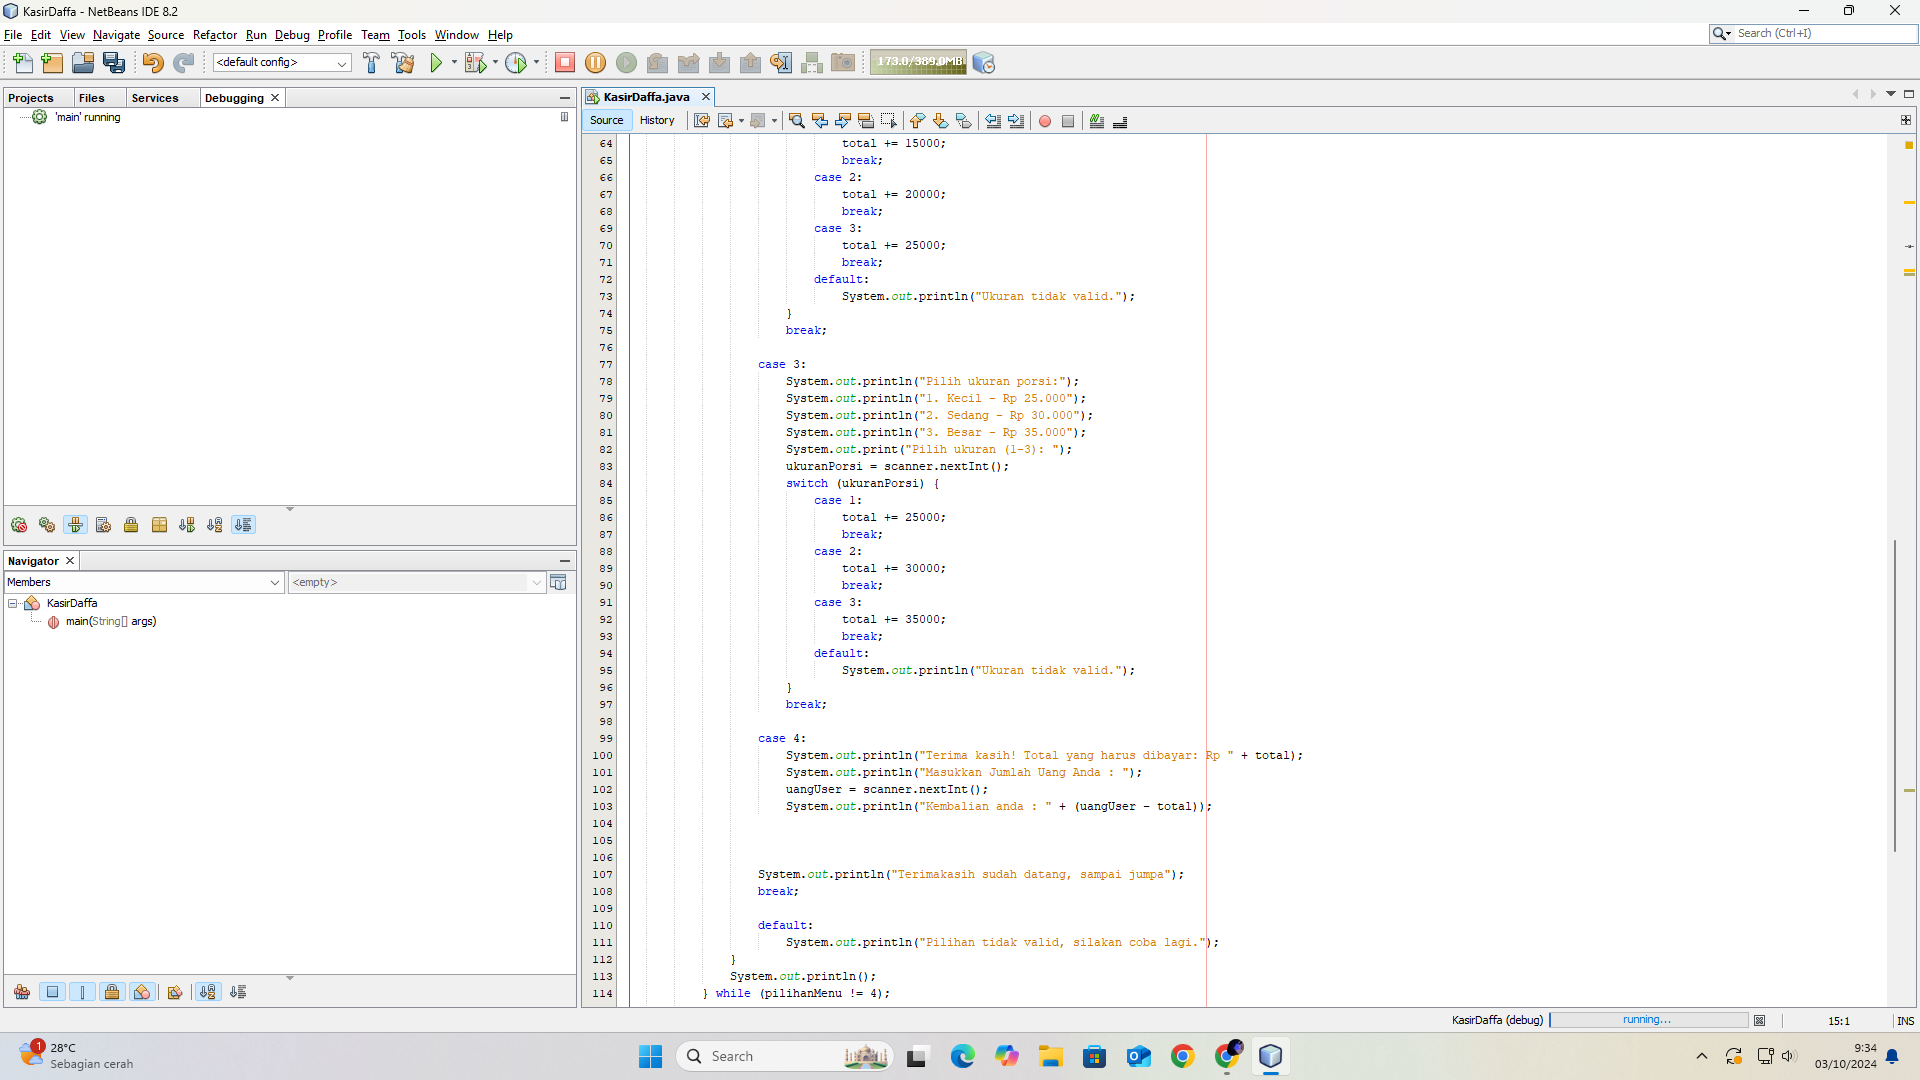 KasirDaffa - NetBeans IDE 8.2
File Edit View Navigate Source Refactor Run Debug Profile Team Tools Window Help
Search (Ctrl+I)
<default config>
173.0/389.0MB
Projects Files Services Debugging
'main' running
KasirDaffa.java
Source History
64 total += 15000;
65 break;
66 case 2:
67 total += 20000;
68 break;
69 case 3:
70 total += 25000;
71 break;
72 default:
73 System.out.println("Ukuran tidak valid.");
74 }
75 break;
76
77 case 3:
78 System.out.println("Pilih ukuran porsi:");
79 System.out.println("1. Kecil - Rp 25.000");
80 System.out.println("2. Sedang - Rp 30.000");
81 System.out.println("3. Besar - Rp 35.000");
82 System.out.print("Pilih ukuran (1-3): ");
83 ukuranPorsi = scanner.nextInt();
84 switch (ukuranPorsi) {
85 case 1:
86 total += 25000;
87 break;
88 case 2:
89 total += 30000;
90 break;
91 case 3:
92 total += 35000;
93 break;
94 default:
95 System.out.println("Ukuran tidak valid.");
96 }
97 break;
98
99 case 4:
100 System.out.println("Terima kasih! Total yang harus dibayar: Rp " + total);
101 System.out.println("Masukkan Jumlah Uang Anda : ");
102 uangUser = scanner.nextInt();
103 System.out.println("Kembalian anda : " + (uangUser - total));
104
105
106
107 System.out.println("Terimakasih sudah datang, sampai jumpa");
108 break;
109
110 default:
111 System.out.println("Pilihan tidak valid, silakan coba lagi.");
112 }
113 System.out.println();
114 } while (pilihanMenu != 4);
Navigator
Members
<empty>
KasirDaffa
main(String[] args)
KasirDaffa (debug)
running...
15:1
INS
1
28°C
Sebagian cerah
Search
9:34
03/10/2024